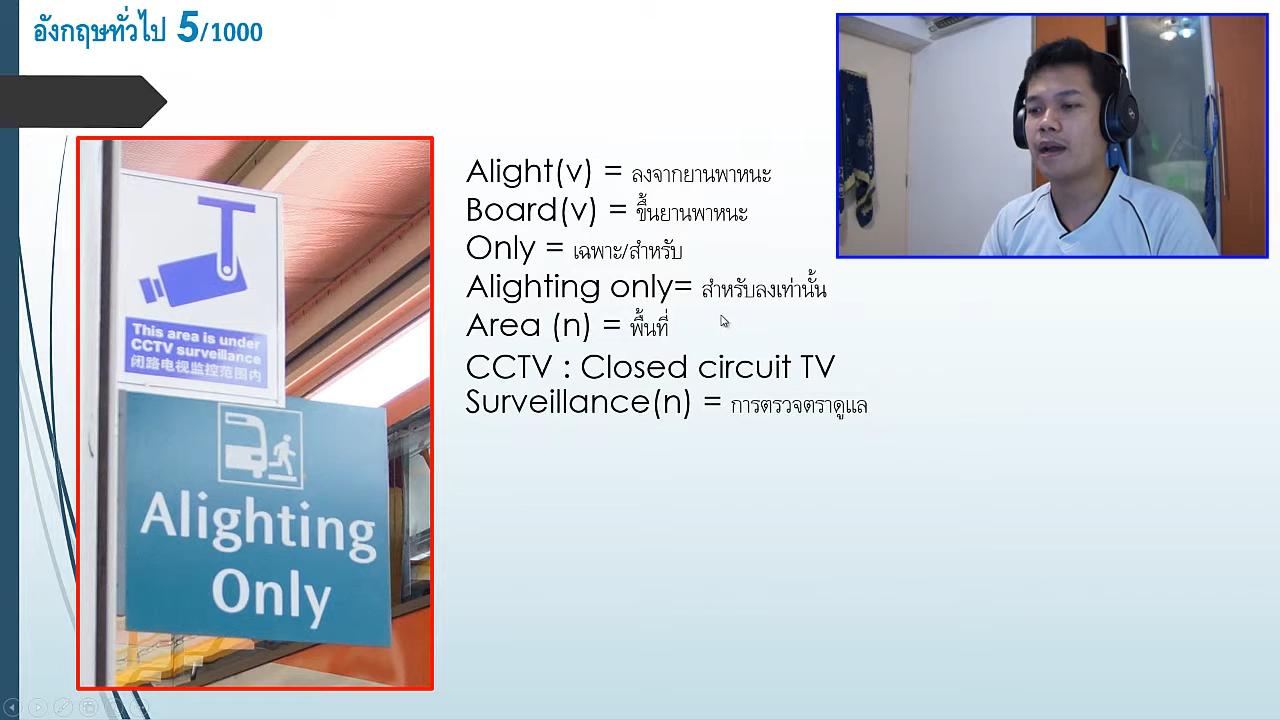 อังกฤษทั่วไป 5/1000
This area is under
CCTV surveillance
闭路电视监控范围内
Alighting
Only
Alight(v) = ลงจากยานพาหนะ
Board(v) = ขึ้นยานพาหนะ
Only = เฉพาะ/สำหรับ
Alighting only= สำหรับลงเท่านั้น
Area (n) = พื้นที่
CCTV : Closed circuit TV
Surveillance(n) = การตรวจตราดูแล